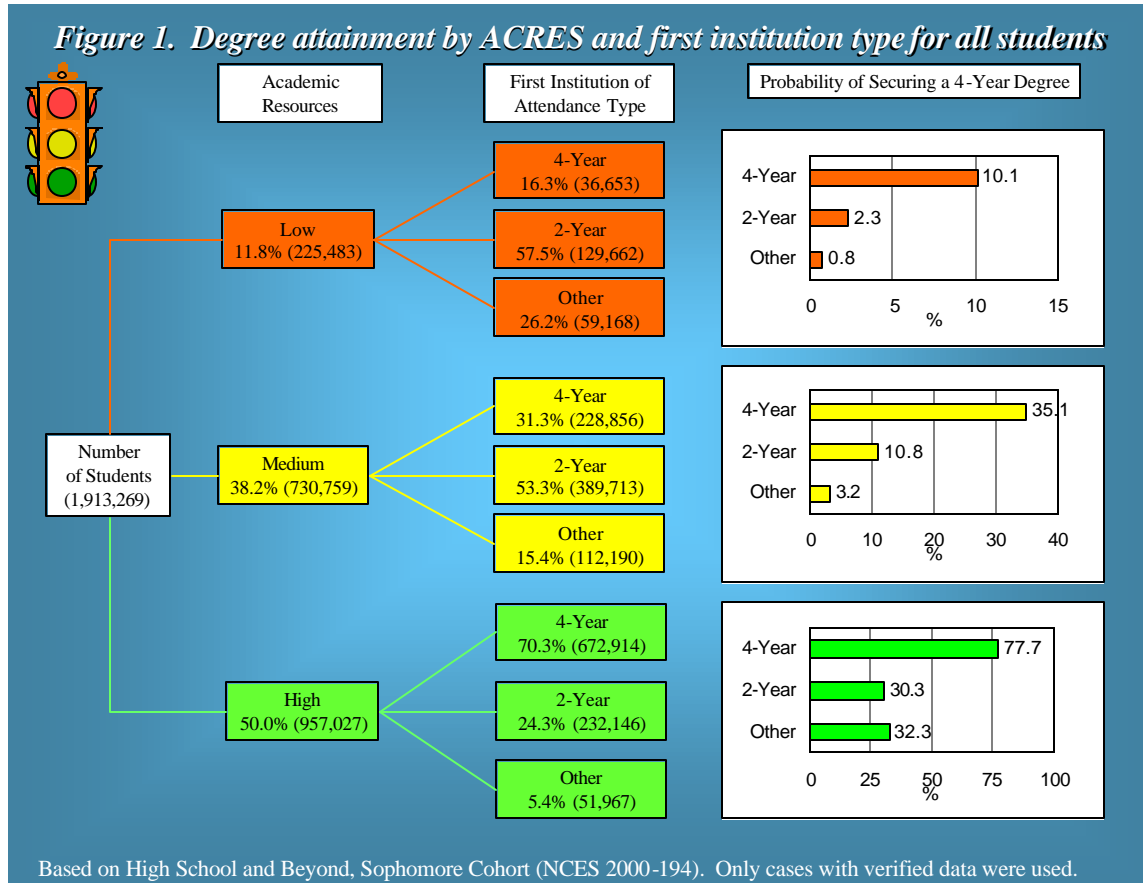 Figure 1. Degree attainment by ACRES and first institution type for all students
Academic
Resources
First Institution of
Attendance Type
Probability of Securing a 4-Year Degree
Number
of Students
(1,913,269)
Low
11.8% (225,483)
4-Year
16.3% (36,653)
2-Year
57.5% (129,662)
Other
26.2% (59,168)
4-Year
10.1
2-Year
2.3
Other
0.8
0 5 10 15
%
Medium
38.2% (730,759)
4-Year
31.3% (228,856)
2-Year
53.3% (389,713)
Other
15.4% (112,190)
4-Year
35.1
2-Year
10.8
Other
3.2
0 10 20 30 40
%
High
50.0% (957,027)
4-Year
70.3% (672,914)
2-Year
24.3% (232,146)
Other
5.4% (51,967)
4-Year
77.7
2-Year
30.3
Other
32.3
0 25 50 75 100
%
Based on High School and Beyond, Sophomore Cohort (NCES 2000-194). Only cases with verified data were used.